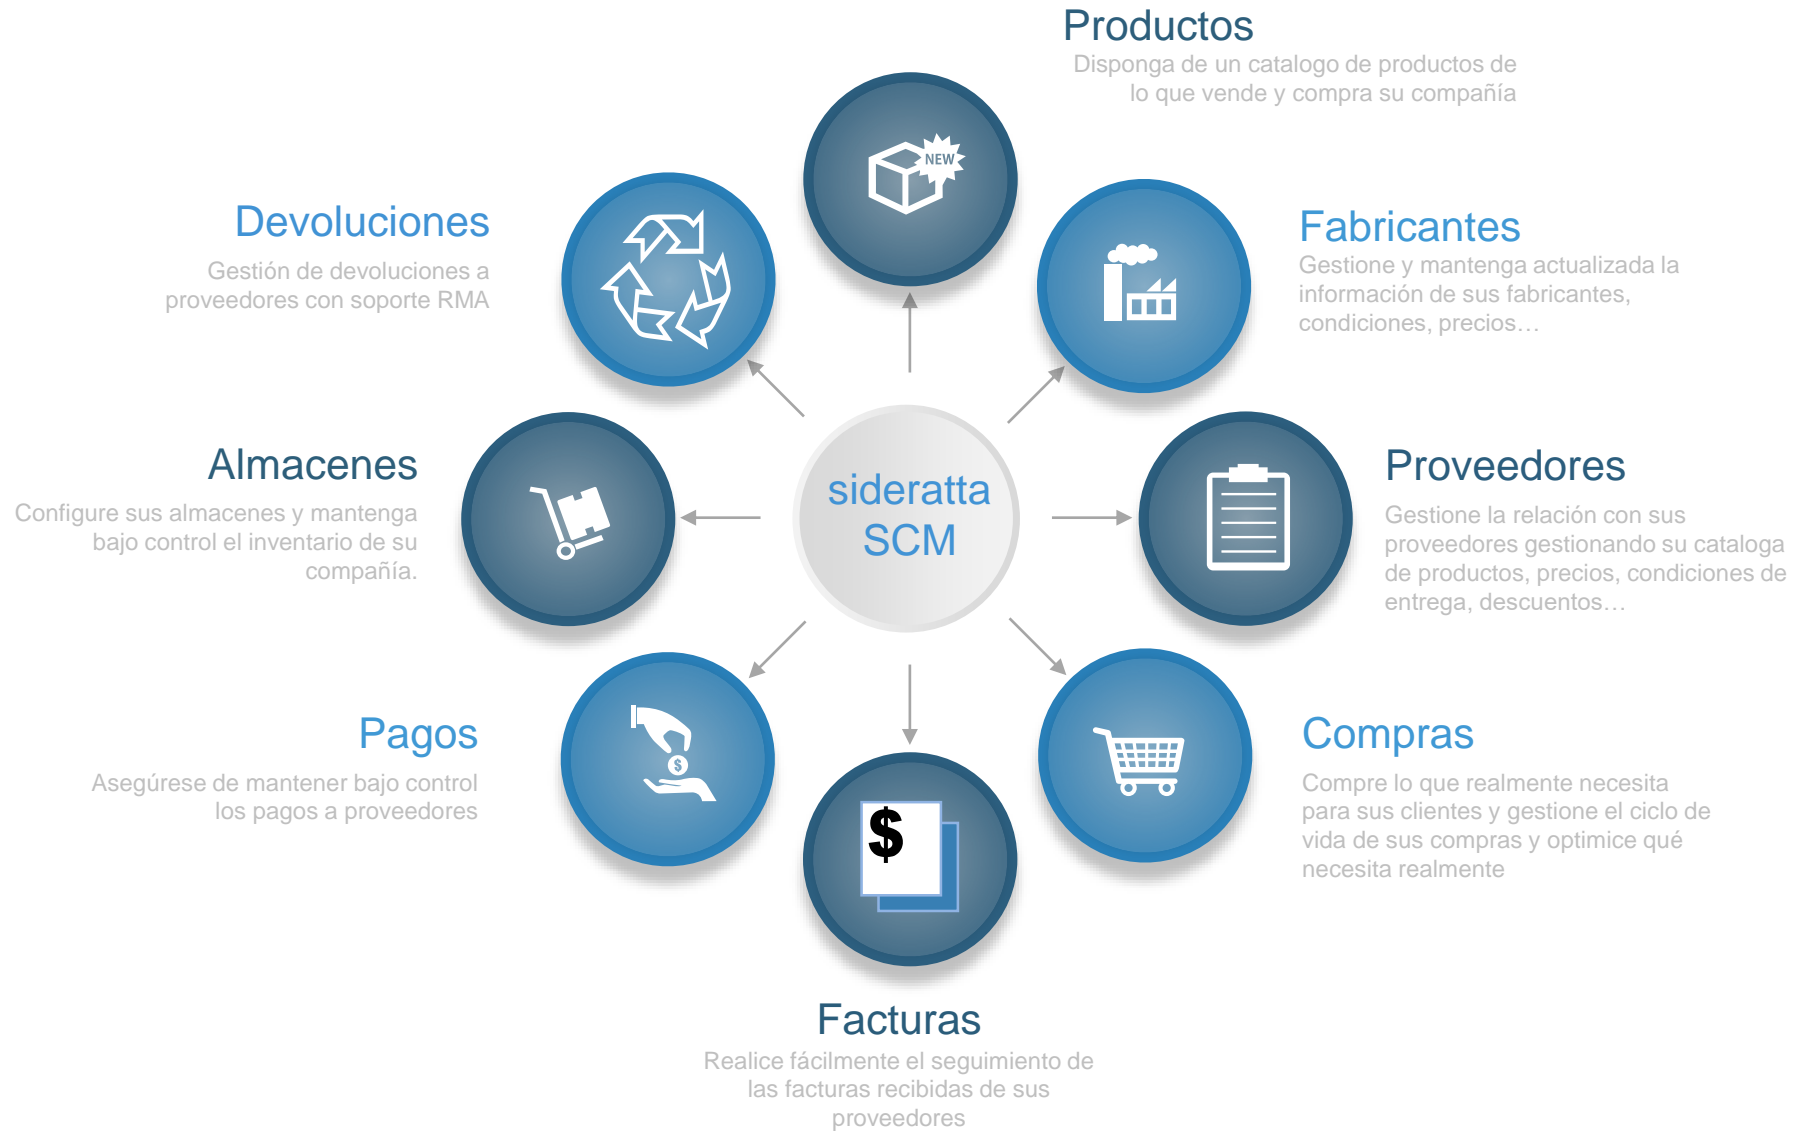 Productos
Disponga de un catalogo de productos de
lo que vende y compra su compañía
NEW
Fabricantes
Gestione y mantenga actualizada la
información de sus fabricantes,
condiciones, precios…
Proveedores
Gestione la relación con sus
proveedores gestionando su cataloga
de productos, precios, condiciones de
entrega, descuentos…
Compras
Compre lo que realmente necesita
para sus clientes y gestione el ciclo de
vida de sus compras y optimice qué
necesita realmente
$
Facturas
Realice fácilmente el seguimiento de
las facturas recibidas de sus
proveedores
$
Pagos
Asegúrese de mantener bajo control
los pagos a proveedores
Almacenes
Configure sus almacenes y mantenga
bajo control el inventario de su
compañía.
Devoluciones
Gestión de devoluciones a
proveedores con soporte RMA
sideratta
SCM